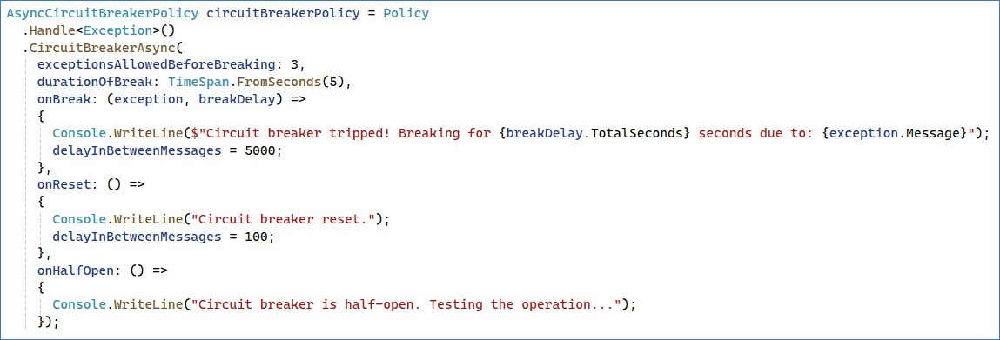 AsyncCircuitBreakerPolicy circuitBreakerPolicy = Policy
  .Handle<Exception>()
  .CircuitBreakerAsync(
    exceptionsAllowedBeforeBreaking: 3,
    durationOfBreak: TimeSpan.FromSeconds(5),
    onBreak: (exception, breakDelay) =>
    {
      Console.WriteLine($"Circuit breaker tripped! Breaking for {breakDelay.TotalSeconds} seconds due to: {exception.Message}");
      delayInBetweenMessages = 5000;
    },
    onReset: () =>
    {
      Console.WriteLine("Circuit breaker reset.");
      delayInBetweenMessages = 100;
    },
    onHalfOpen: () =>
    {
      Console.WriteLine("Circuit breaker is half-open. Testing the operation...");
    });